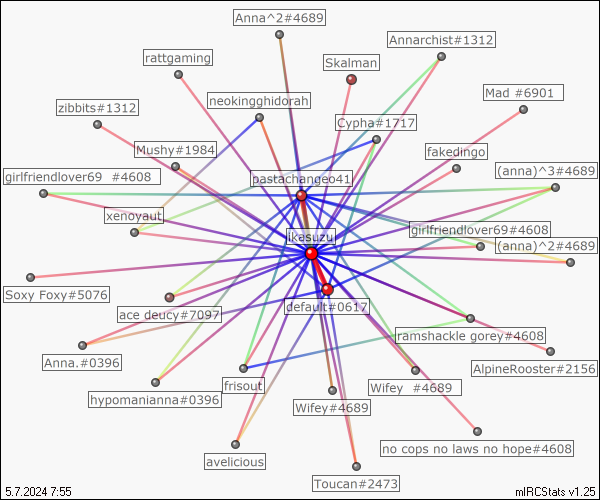 Anna^2#4689
Annarchist#1312
rattgaming
Skalman
Mad #6901
neokingghidorah
zibbits#1312
Cypha#1717
Mushy#1984
fakedingo
girlfriendlover69 #4608
pastachangeo41
(anna)^3#4689
xenoyaut
girlfriendlover69#4608
ikasuzu
(anna)^2#4689
Soxy Foxy#5076
ace deucy#7097
default#0617
ramshackle gorey#4608
Anna.#0396
AlpineRooster#2156
frisout
Wifey #4689
hypomanianna#0396
Wifey#4689
no cops no laws no hope#4608
avelicious
Toucan#2473
5.7.2024 7:55
mIRCStats v1.25